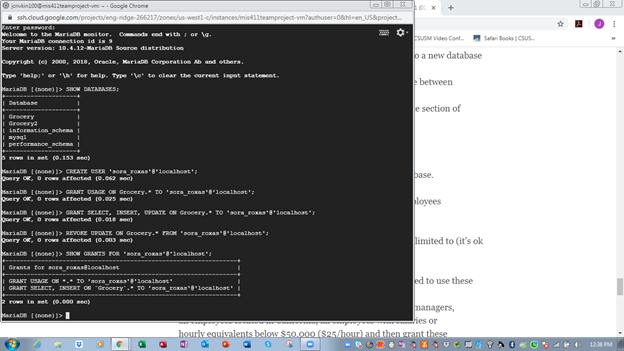 jcrivkin100@mis411teamproject-vm: ~ - Google Chrome
ssh.cloud.google.com/projects/eng-ridge-266217/zones/us-west1-c/instances/mis411teamproject-vm?authuser=0&hl=en_US&project...
Enter password:
Welcome to the MariaDB monitor. Commands end with ; or \g.
Your MariaDB connection id is 9
Server version: 10.4.12-MariaDB Source distribution
Copyright (c) 2000, 2018, Oracle, MariaDB Corporation Ab and others.
Type 'help;' or '\h' for help. Type '\c' to clear the current input statement.
MariaDB [(none)]> SHOW DATABASES;
+--------------------+
| Database |
+--------------------+
| Grocery |
| Grocery2 |
| information_schema |
| mysql |
| performance_schema |
+--------------------+
5 rows in set (0.153 sec)
MariaDB [(none)]> CREATE USER 'sora_roxas'@'localhost';
Query OK, 0 rows affected (0.062 sec)
MariaDB [(none)]> GRANT USAGE ON Grocery.* TO 'sora_roxas'@'localhost';
Query OK, 0 rows affected (0.025 sec)
MariaDB [(none)]> GRANT SELECT, INSERT, UPDATE ON Grocery.* TO 'sora_roxas'@'localhost';
Query OK, 0 rows affected (0.018 sec)
MariaDB [(none)]> REVOKE UPDATE ON Grocery.* FROM 'sora_roxas'@'localhost';
Query OK, 0 rows affected (0.003 sec)
MariaDB [(none)]> SHOW GRANTS FOR 'sora_roxas'@'localhost';
| Grants for sora_roxas@localhost |
| GRANT USAGE ON *.* TO 'sora_roxas'@'localhost' |
| GRANT SELECT, INSERT ON `Grocery`.* TO 'sora_roxas'@'localhost' |
2 rows in set (0.000 sec)
MariaDB [(none)]>
CSUSM Video Conf...
Safari Books | CSUS...
o a new database
e between
e section of
base.
ployees
limited to (it's ok
ed to use these
managers,
hourly equivalents below $50,000 ($25/hour) and then grant these
12:38 PM